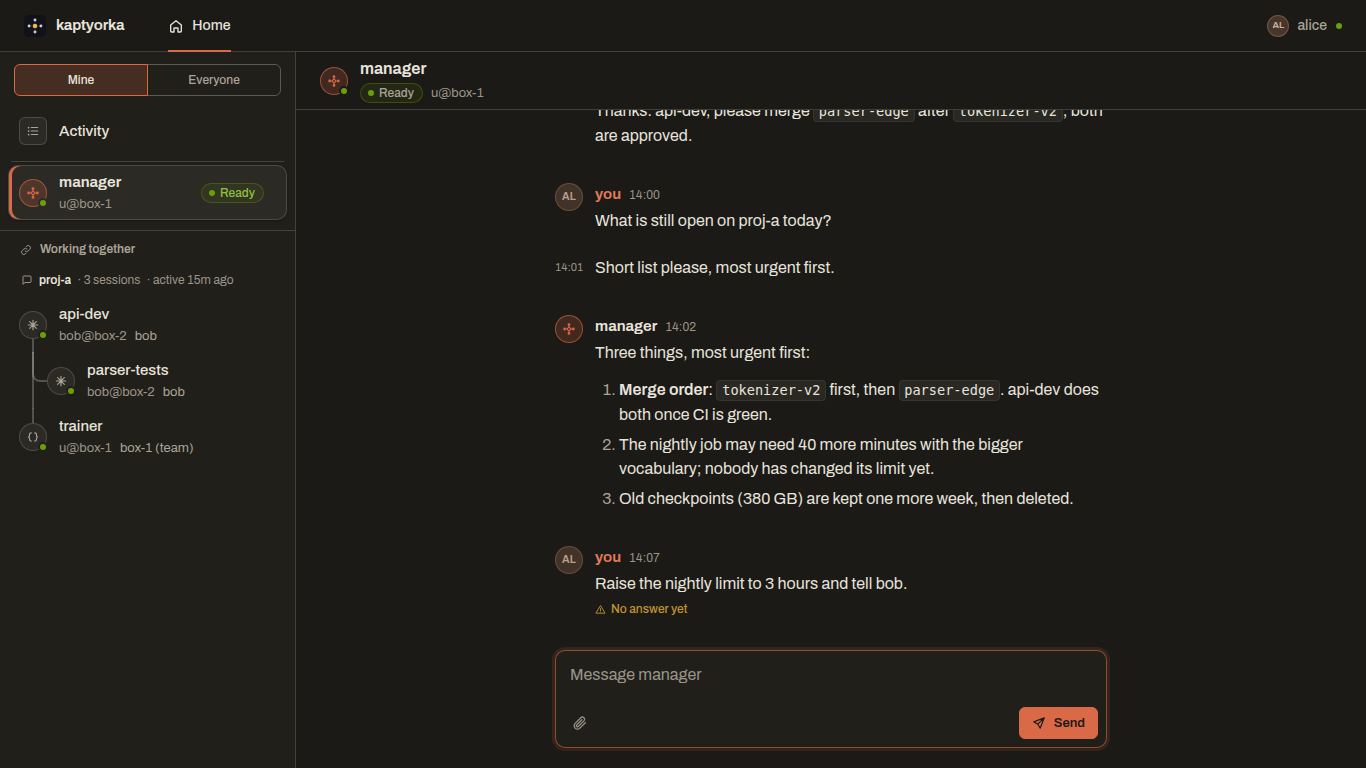 kaptyorka
Home
AL alice
Mine
Everyone
Activity
manager
Ready
u@box-1
Working together
proj-a · 3 sessions · active 15m ago
api-dev
bob@box-2 bob
parser-tests
bob@box-2 bob
trainer
u@box-1 box-1 (team)
manager
Ready u@box-1
Thanks. api-dev, please merge parser-edge after tokenizer-v2, both
are approved.
AL you 14:00
What is still open on proj-a today?
14:01 Short list please, most urgent first.
manager 14:02
Three things, most urgent first:
1. Merge order: tokenizer-v2 first, then parser-edge. api-dev does
both once CI is green.
2. The nightly job may need 40 more minutes with the bigger
vocabulary; nobody has changed its limit yet.
3. Old checkpoints (380 GB) are kept one more week, then deleted.
AL you 14:07
Raise the nightly limit to 3 hours and tell bob.
No answer yet
Message manager
Send